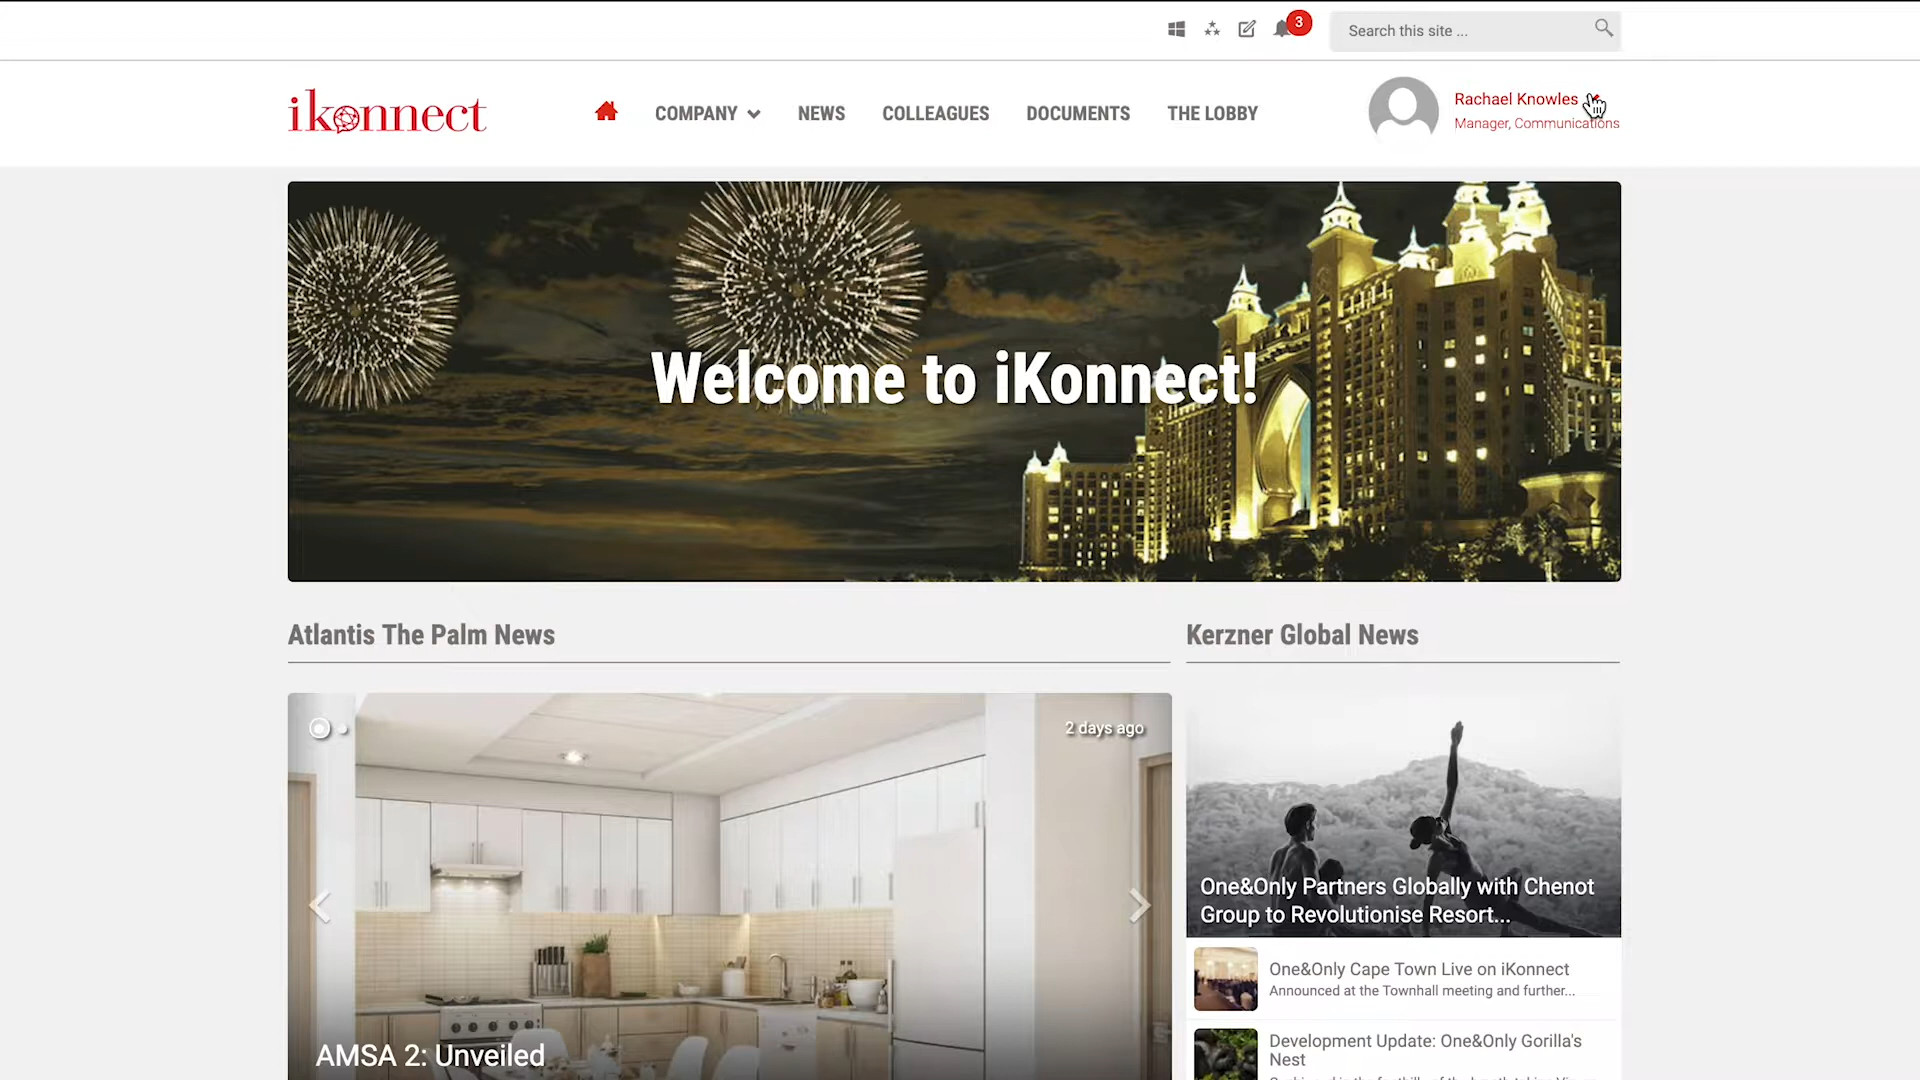 3
Search this site ...
ikonnect
COMPANY
NEWS
COLLEAGUES
DOCUMENTS
THE LOBBY
Rachael Knowles
Manager, Communications
Welcome to iKonnect!
Atlantis The Palm News
Kerzner Global News
2 days ago
AMSA 2: Unveiled
One&Only Partners Globally with Chenot
Group to Revolutionise Resort...
One&Only Cape Town Live on iKonnect
Announced at the Townhall meeting and further...
Development Update: One&Only Gorilla's
Nest